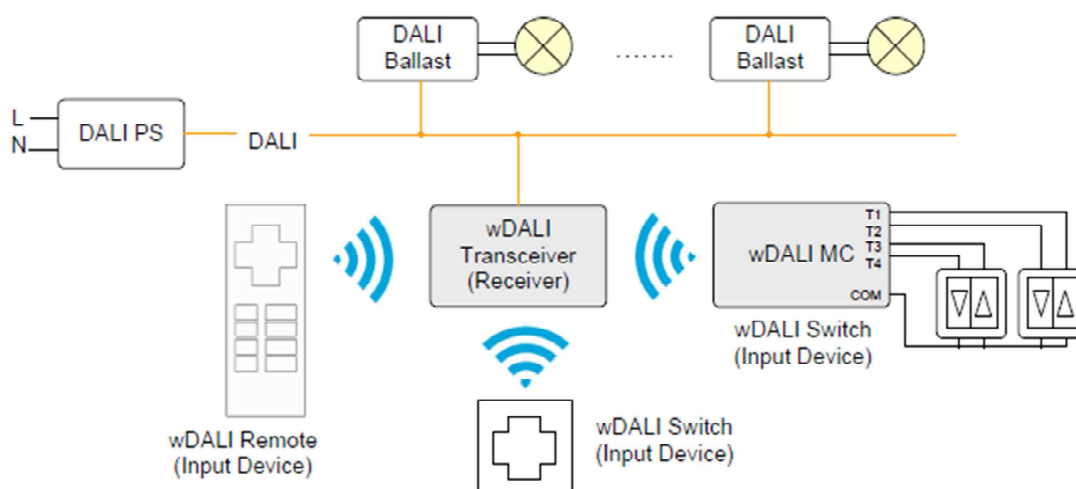 DALI
Ballast
DALI
Ballast
L
N
DALI PS
DALI
wDALI
Transceiver
(Receiver)
wDALI MC
T1
T2
T3
T4
COM
wDALI Switch
(Input Device)
wDALI Remote
(Input Device)
wDALI Switch
(Input Device)